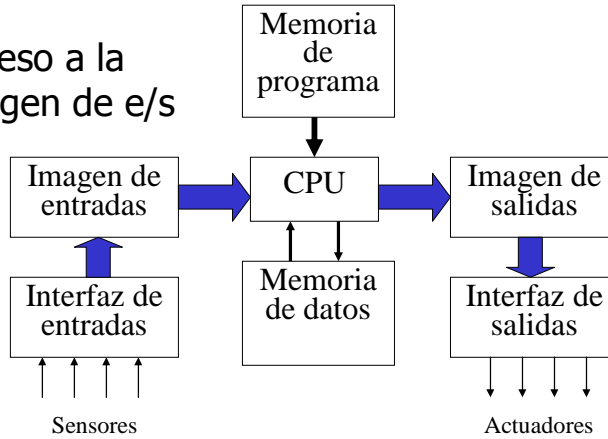 eso a la
gen de e/s
Memoria
de
programa
Imagen de
entradas
CPU
Imagen de
salidas
Interfaz de
entradas
Memoria
de datos
Interfaz de
salidas
Sensores
Actuadores